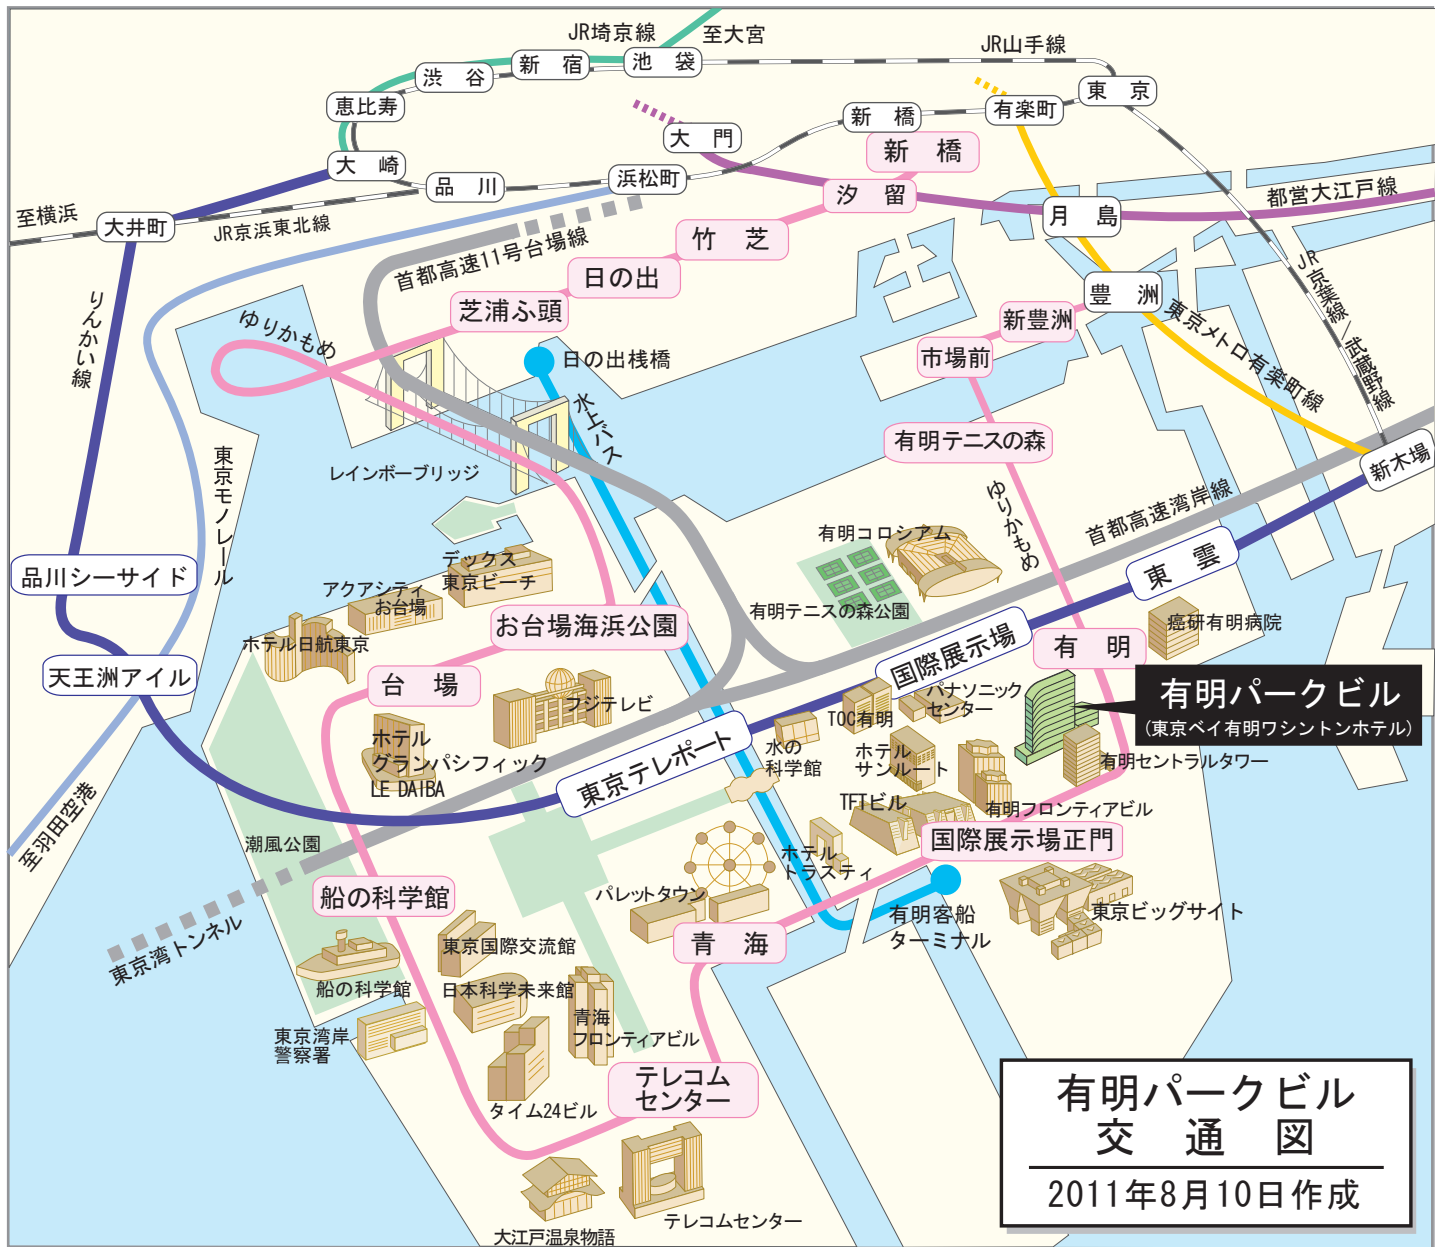 JR埼京線
至大宮
JR山手線
池袋
新宿
渋谷
恵比寿
東京
有楽町
新橋
大門
新橋
大崎
品川
浜松町
汐留
都営大江戸線
月島
至横浜
大井町
JR京浜東北線
首都高速11号台場線
竹芝
日の出
芝浦ふ頭
豊洲
新豊洲
市場前
JR京葉線/武蔵野線
東京メトロ有楽町線
りんかい線
ゆりかもめ
日の出桟橋
水上バス
有明テニスの森
新木場
東京モノレール
レインボーブリッジ
ゆりかもめ
首都高速湾岸線
有明コロシアム
有明テニスの森公園
品川シーサイド
デックス
東京ビーチ
アクアシティ
お台場
東雲
癌研有明病院
ホテル日航東京
お台場海浜公園
国際展示場
有明
天王洲アイル
台場
フジテレビ
パナソニック
センター
TOC有明
有明パークビル
(東京ベイ有明ワシントンホテル)
ホテル
グランパシフィック
LE DAIBA
東京テレポート
水の
科学館
ホテル
サンルート
有明セントラルタワー
有明フロンティアビル
TFTビル
至羽田空港
潮風公園
国際展示場正門
ホテル
トラスティ
船の科学館
パレットタウン
東京ビッグサイト
有明客船
ターミナル
東京湾トンネル
東京国際交流館
青海
船の科学館
日本科学未来館
東京湾岸
警察署
青海
フロンティアビル
テレコム
センター
タイム24ビル
テレコムセンター
大江戸温泉物語
有明パークビル
交通図
2011年8月10日作成